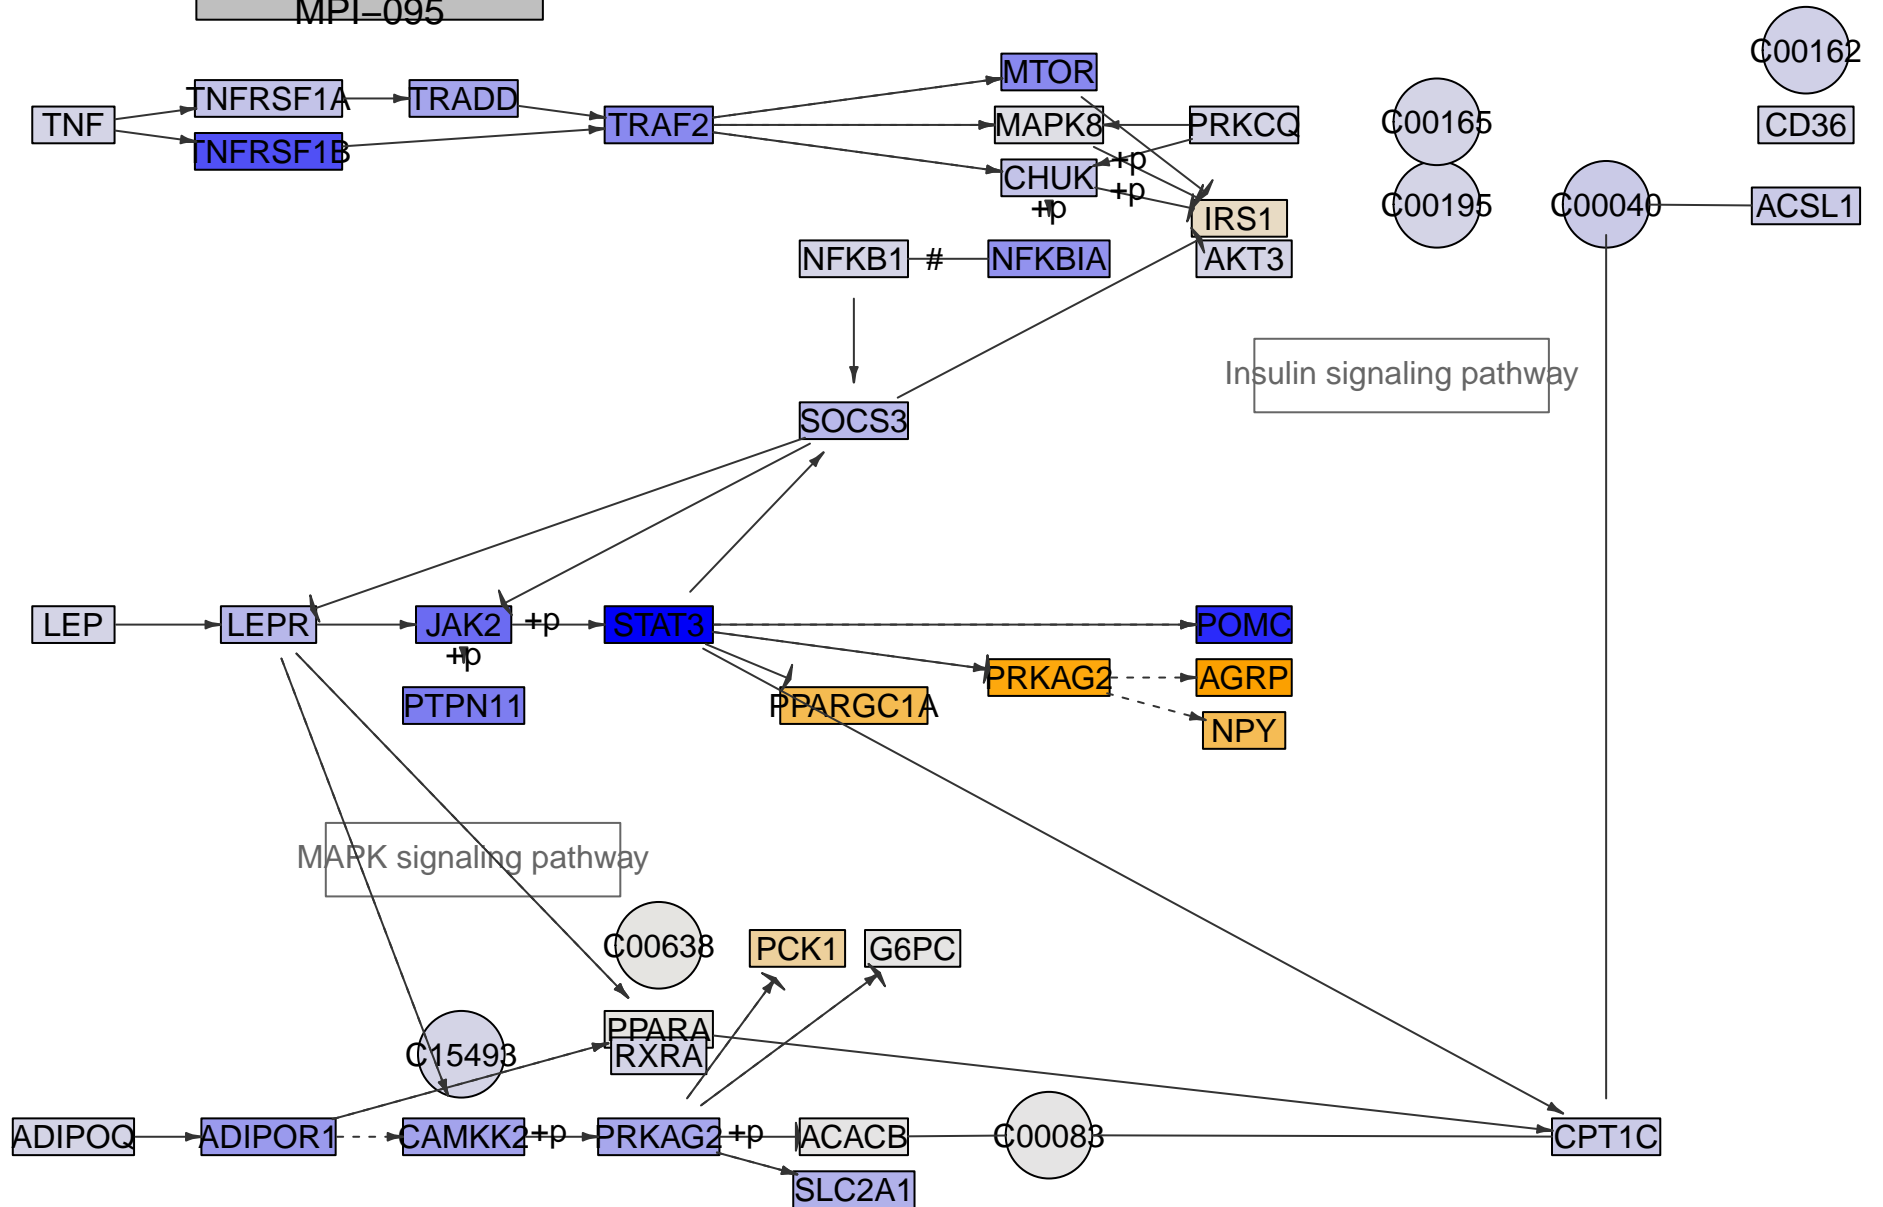 MPI−095
C00162
TNF
TNFRSF1A
TRADD
TNFRSF1B
TRAF2
MTOR
MAPK8
PRKCQ
C00165
CD36
CHUK
+p
+p
+p
IRS1
C00195
C00040
ACSL1
NFKB1
#
NFKBIA
AKT3
Insulin signaling pathway
SOCS3
LEP
LEPR
JAK2
+p
STAT3
POMC
+p
PTPN11
PPARGC1A
PRKAG2
AGRP
NPY
MAPK signaling pathway
C00638
PCK1
G6PC
C15493
PPARA
RXRA
ADIPOQ
ADIPOR1
CAMKK2
+p
PRKAG2
+p
ACACB
C00083
CPT1C
SLC2A1